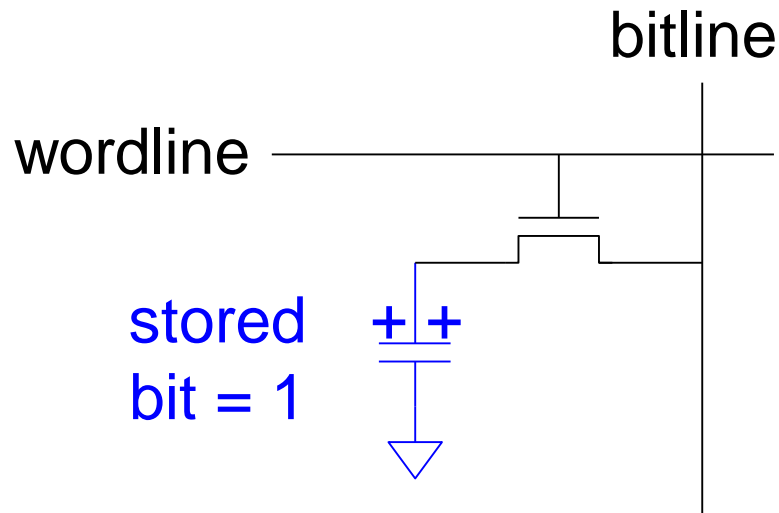 bitline
wordline
stored + +
bit = 1